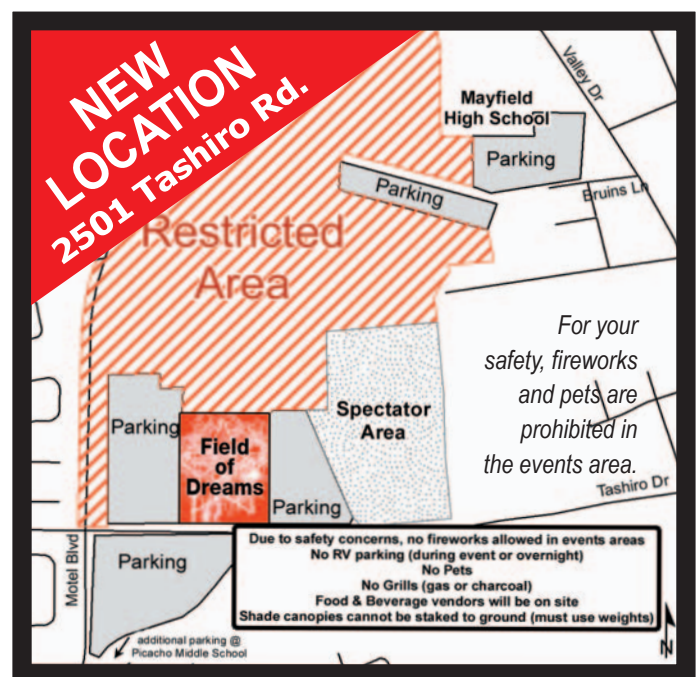 NEW
LOCATION
2501 Tashiro Rd.
Valley Dr
Mayfield
High School
Parking
Parking
Bruins Ln
Restricted
Area
For your
safety, fireworks
and pets are
prohibited in
the events area.
Spectator
Area
Parking
Field
of
Dreams
Parking
Tashiro Dr
Motel Blvd
Parking
Due to safety concerns, no fireworks allowed in events areas
No RV parking (during event or overnight)
No Pets
No Grills (gas or charcoal)
Food & Beverage vendors will be on site
Shade canopies cannot be staked to ground (must use weights)
additional parking @
Picacho Middle School
N